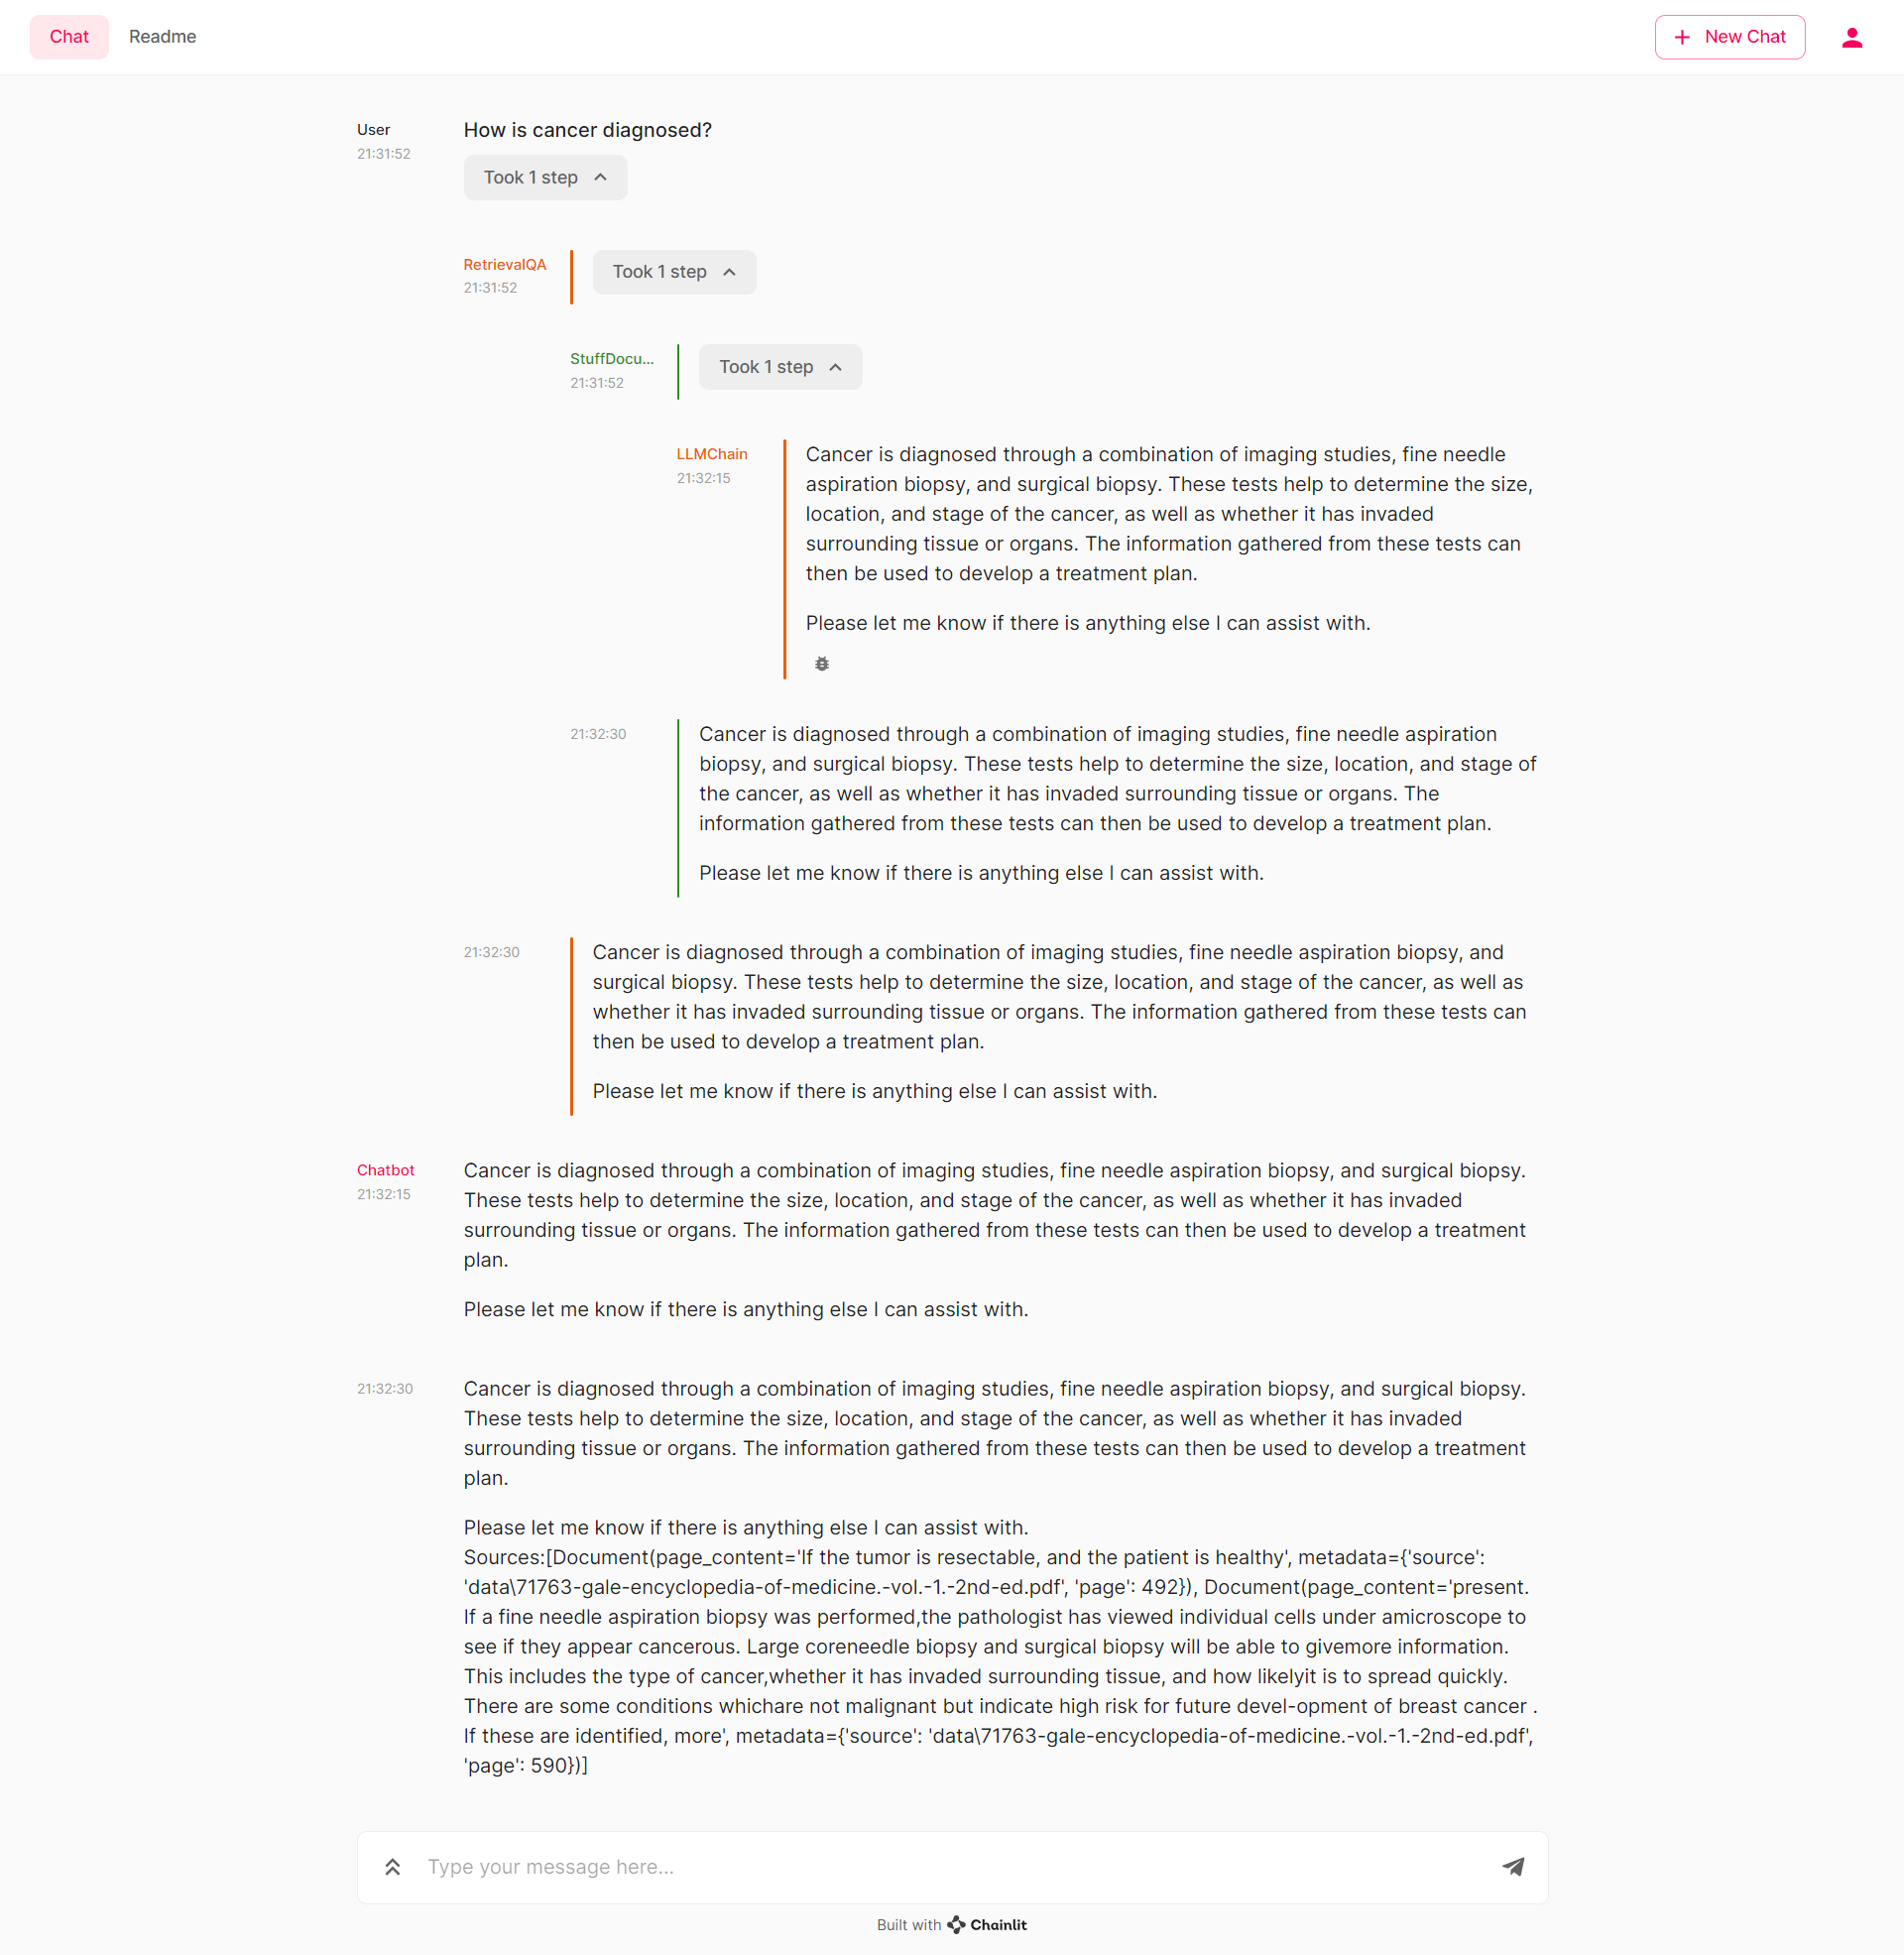 Chat
Readme
New Chat
User
How is cancer diagnosed?
21:31:52
Took 1 step
RetrievalQA
Took 1 step
21:31:52
StuffDocu...
Took 1 step
21:31:52
LLMChain
21:32:15
Cancer is diagnosed through a combination of imaging studies, fine needle
aspiration biopsy, and surgical biopsy. These tests help to determine the size,
location, and stage of the cancer, as well as whether it has invaded
surrounding tissue or organs. The information gathered from these tests can
then be used to develop a treatment plan.
Please let me know if there is anything else I can assist with.
21:32:30
Cancer is diagnosed through a combination of imaging studies, fine needle aspiration
biopsy, and surgical biopsy. These tests help to determine the size, location, and stage of
the cancer, as well as whether it has invaded surrounding tissue or organs. The
information gathered from these tests can then be used to develop a treatment plan.
Please let me know if there is anything else I can assist with.
21:32:30
Cancer is diagnosed through a combination of imaging studies, fine needle aspiration biopsy, and
surgical biopsy. These tests help to determine the size, location, and stage of the cancer, as well as
whether it has invaded surrounding tissue or organs. The information gathered from these tests can
then be used to develop a treatment plan.
Please let me know if there is anything else I can assist with.
Chatbot
21:32:15
Cancer is diagnosed through a combination of imaging studies, fine needle aspiration biopsy, and surgical biopsy.
These tests help to determine the size, location, and stage of the cancer, as well as whether it has invaded
surrounding tissue or organs. The information gathered from these tests can then be used to develop a treatment
plan.
Please let me know if there is anything else I can assist with.
21:32:30
Cancer is diagnosed through a combination of imaging studies, fine needle aspiration biopsy, and surgical biopsy.
These tests help to determine the size, location, and stage of the cancer, as well as whether it has invaded
surrounding tissue or organs. The information gathered from these tests can then be used to develop a treatment
plan.
Please let me know if there is anything else I can assist with.
Sources:[Document(page_content='If the tumor is resectable, and the patient is healthy', metadata={'source':
'data\71763-gale-encyclopedia-of-medicine.-vol.-1.-2nd-ed.pdf', 'page': 492}), Document(page_content='present.
If a fine needle aspiration biopsy was performed,the pathologist has viewed individual cells under amicroscope to
see if they appear cancerous. Large coreneedle biopsy and surgical biopsy will be able to givemore information.
This includes the type of cancer,whether it has invaded surrounding tissue, and how likelyit is to spread quickly.
There are some conditions whichare not malignant but indicate high risk for future devel-opment of breast cancer .
If these are identified, more', metadata={'source': 'data\71763-gale-encyclopedia-of-medicine.-vol.-1.-2nd-ed.pdf',
'page': 590})]
Type your message here...
Built with Chainlit